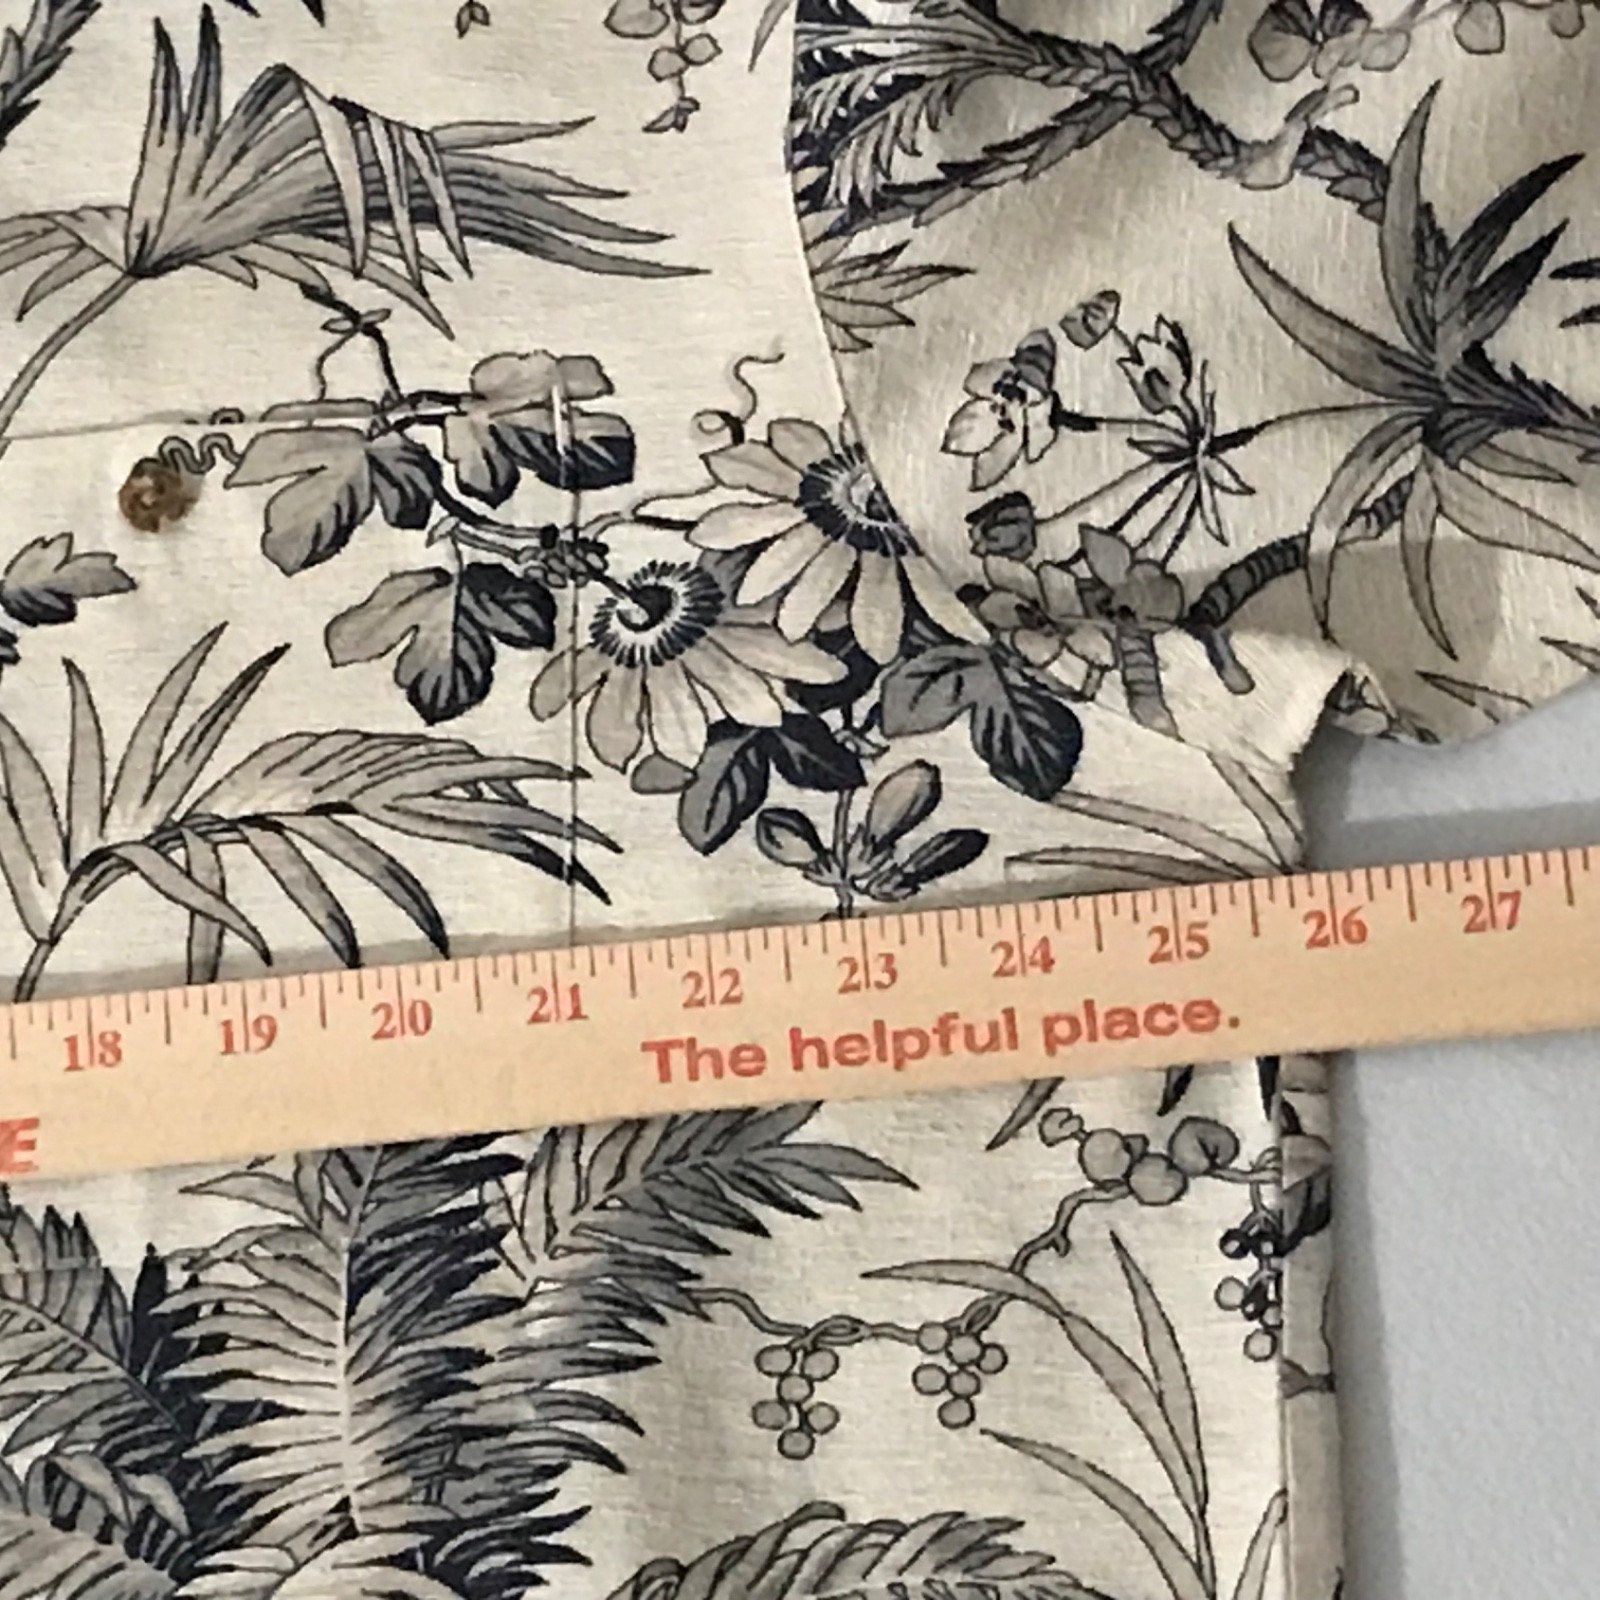 18 19 20 21 22 23 24 25 26 27
The helpful place.
E